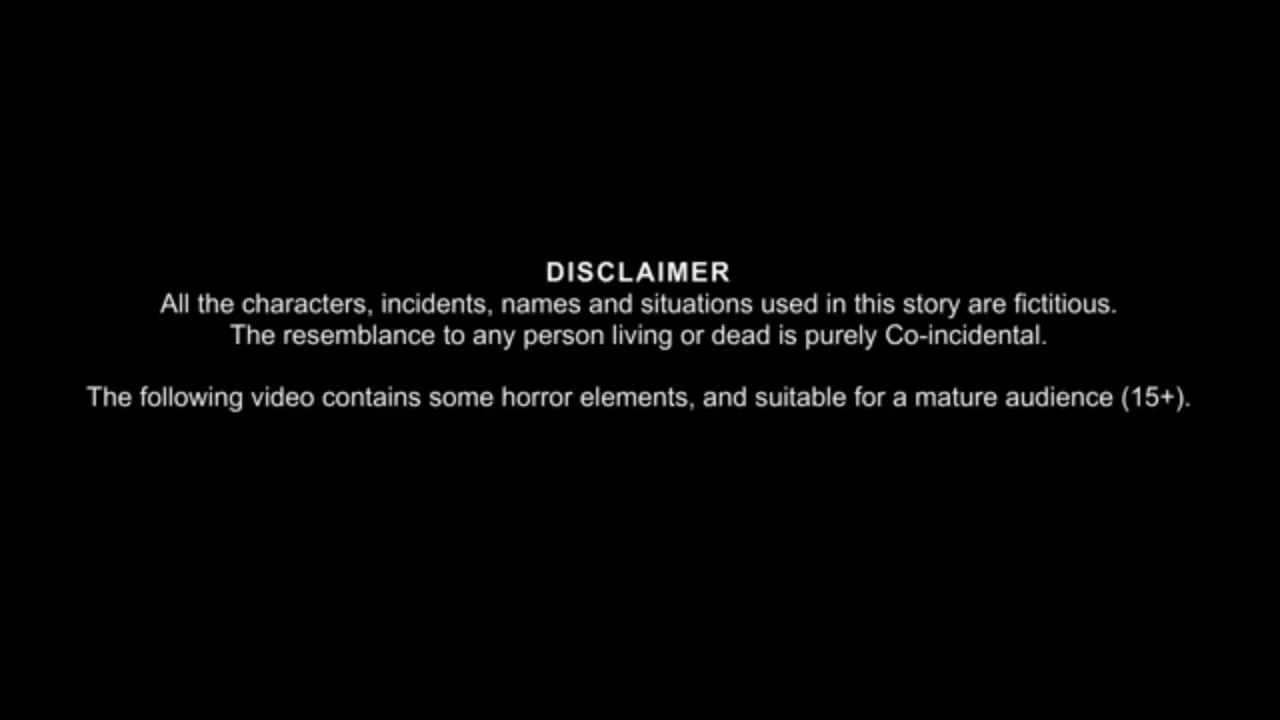 DISCLAIMER
All the characters, incidents, names and situations used in this story are fictitious.
The resemblance to any person living or dead is purely Co-incidental.
The following video contains some horror elements, and suitable for a mature audience (15+).